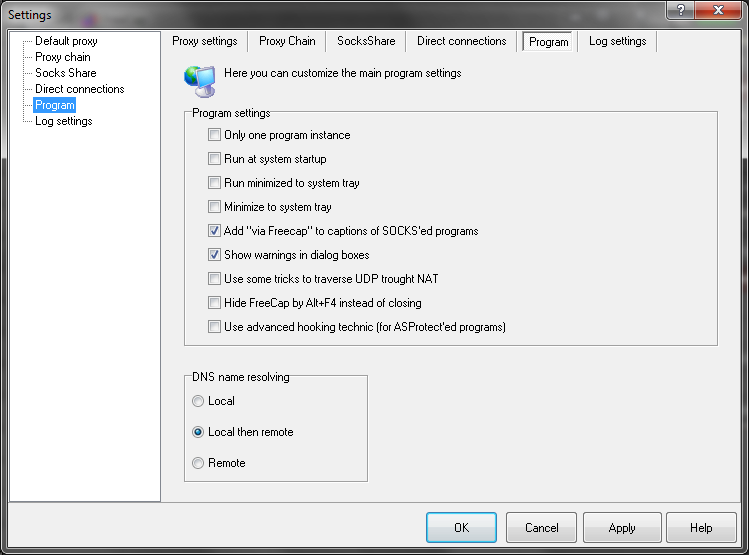 Settings
Default proxy
Proxy chain
Socks Share
Direct connections
Program
Log settings
Proxy settings
Proxy Chain
SocksShare
Direct connections
Program
Log settings
Here you can customize the main program settings
Program settings
Only one program instance
Run at system startup
Run minimized to system tray
Minimize to system tray
Add "via Freecap" to captions of SOCKS'ed programs
Show warnings in dialog boxes
Use some tricks to traverse UDP trought NAT
Hide FreeCap by Alt+F4 instead of closing
Use advanced hooking technic (for ASProtect'ed programs)
DNS name resolving
Local
Local then remote
Remote
OK
Cancel
Apply
Help